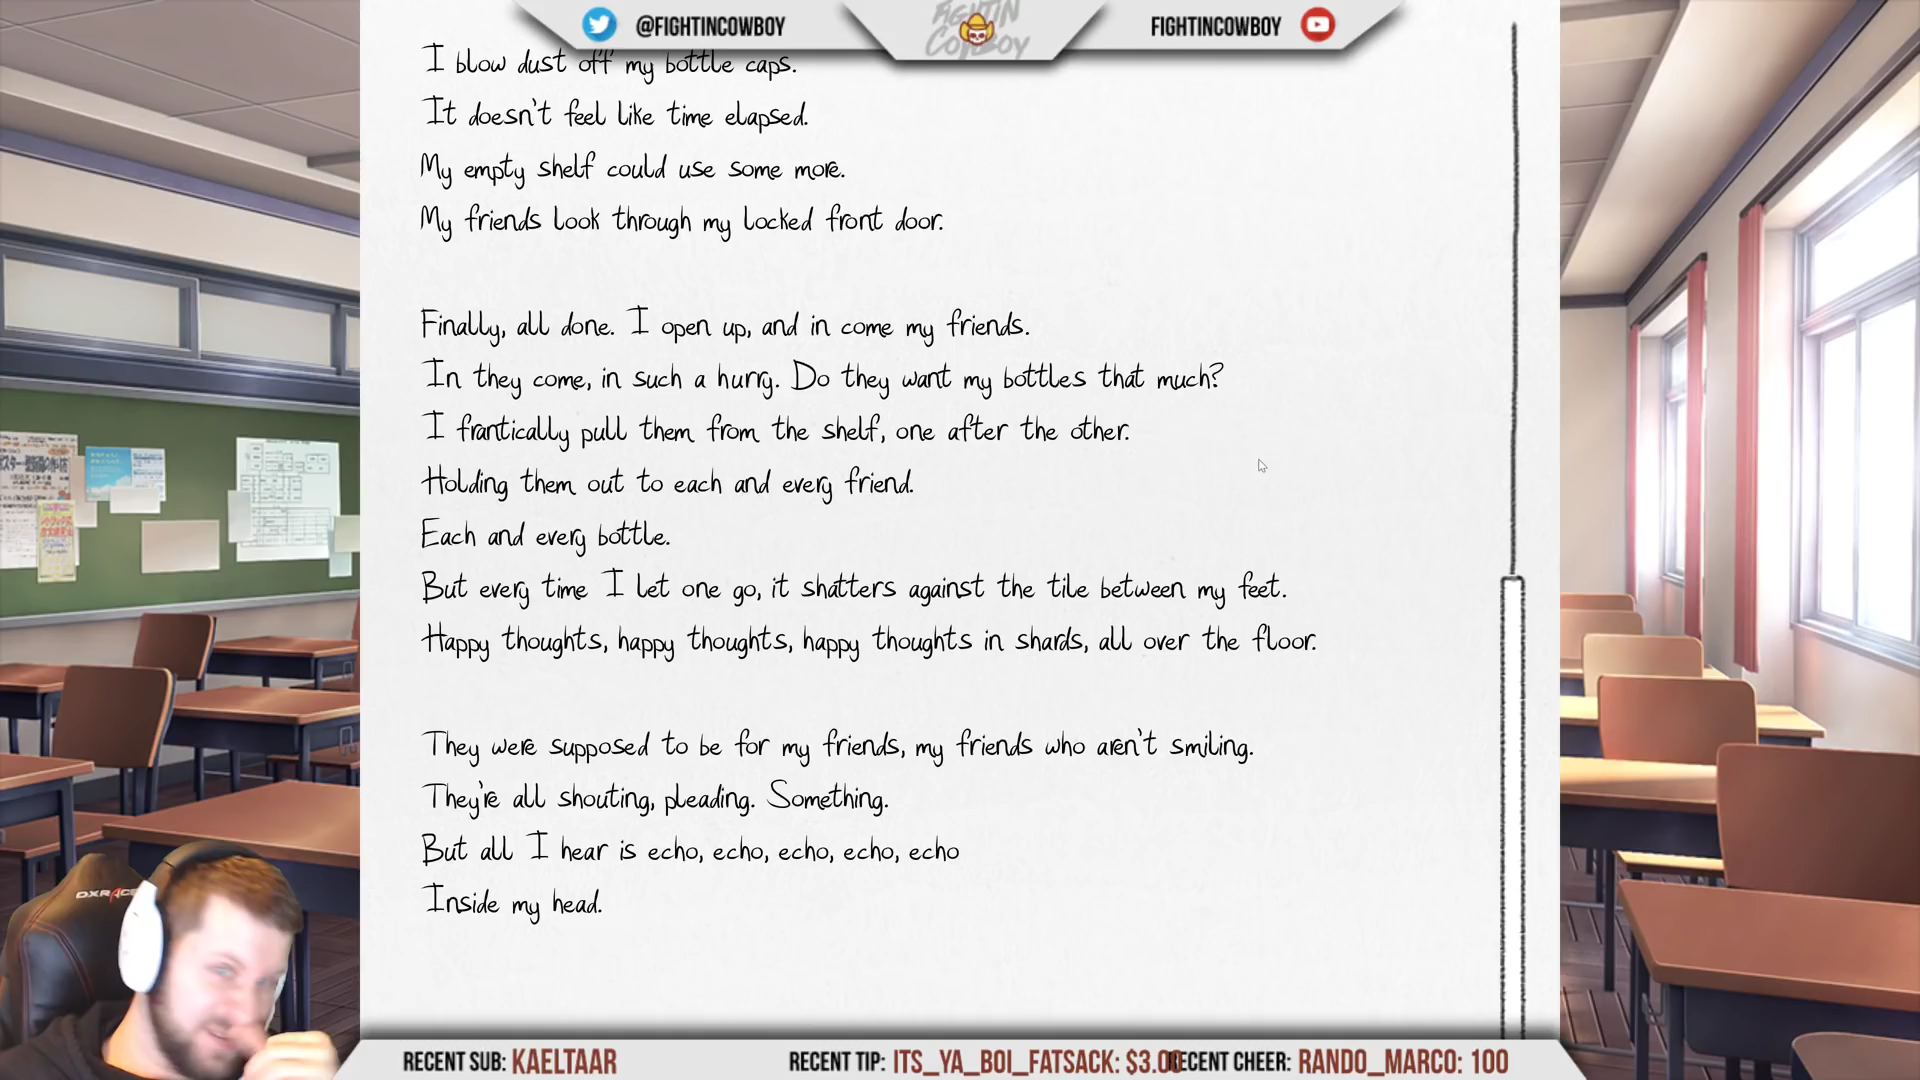 @FIGHTINCOWBOY
FIGHTIN COWBOY
FIGHTINCOWBOY
I blow dust off my bottle caps.
It doesn't feel like time elapsed.
My empty shelf could use some more.
My friends look through my locked front door.
Finally, all done. I open up, and in come my friends.
In they come, in such a hurry. Do they want my bottles that much?
I frantically pull them from the shelf, one after the other.
Holding them out to each and every friend.
Each and every bottle.
But every time I let one go, it shatters against the tile between my feet.
Happy thoughts, happy thoughts, happy thoughts in shards, all over the floor.
They were supposed to be for my friends, my friends who aren't smiling.
They're all shouting, pleading. Something.
But all I hear is echo, echo, echo, echo, echo
Inside my head.
DXRACER
RECENT SUB: KAELTAAR
RECENT TIP: ITS_YA_BOI_FATSACK: $3.00
RECENT CHEER: RANDO_MARCO: 100